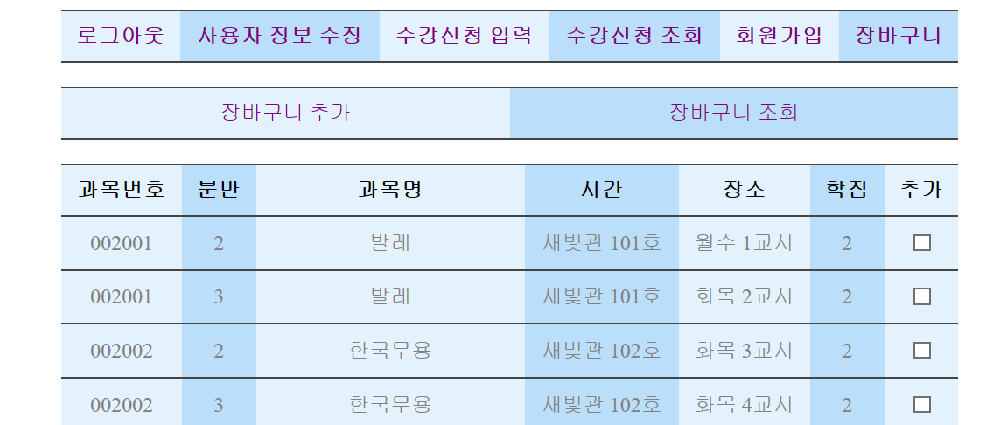 로그아웃 사용자 정보 수정 수강신청 입력 수강신청 조회 회원가입 장바구니
장바구니 추가 장바구니 조회
과목번호 분반 과목명 시간 장소 학점 추가
002001 2 발레 새빛관 101호 월수 1교시 2
002001 3 발레 새빛관 101호 화목 2교시 2
002002 2 한국무용 새빛관 102호 화목 3교시 2
002002 3 한국무용 새빛관 102호 화목 4교시 2